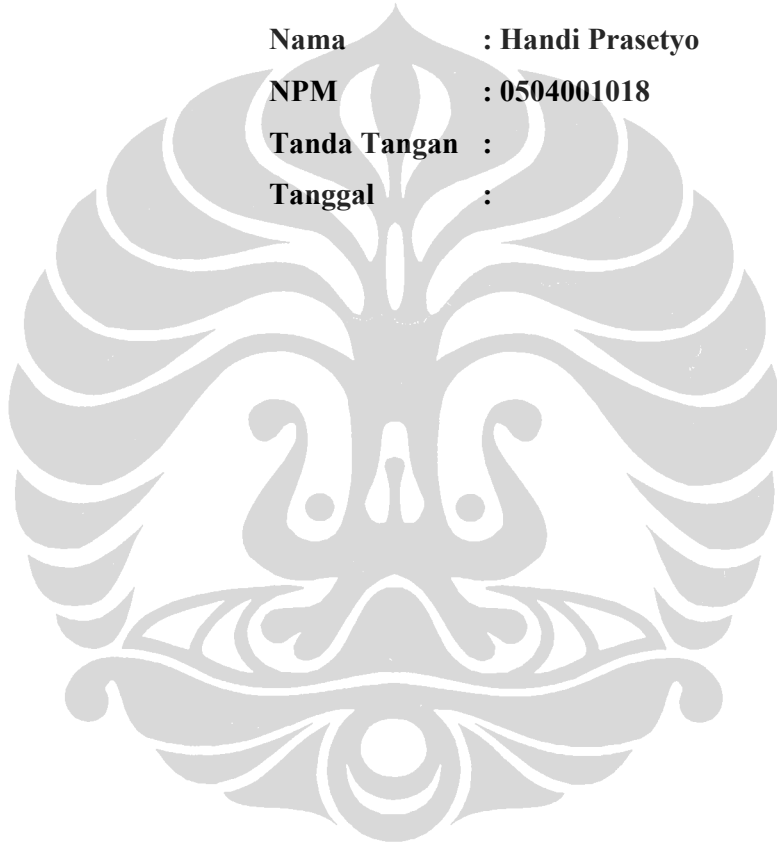 Nama : Handi Prasetyo
NPM : 0504001018
Tanda Tangan :
Tanggal :